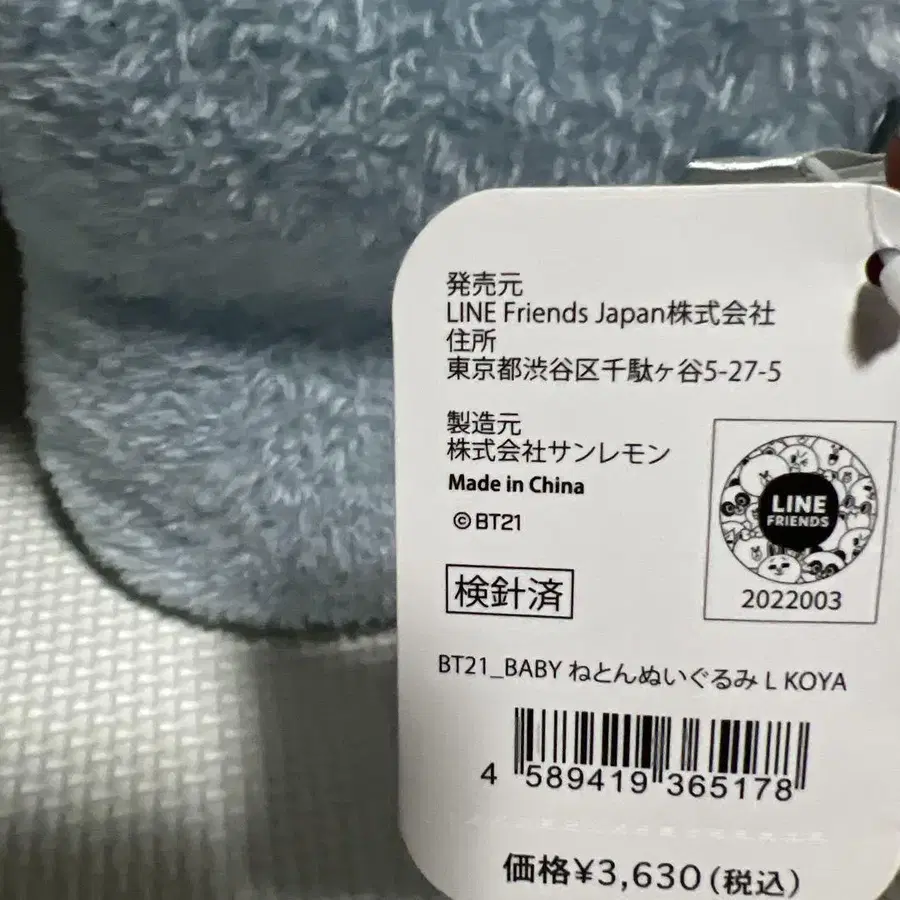 発売元
LINE Friends Japan株式会社
住所
東京都渋谷区千駄ヶ谷5-27-5
製造元
株式会社サンレモン
Made in China
©BT21
LINE
FRIENDS
2022003
検針済
BT21_BABY ねとんぬいぐるみ L KOYA
4 589419 365178
価格¥3,630(税込)